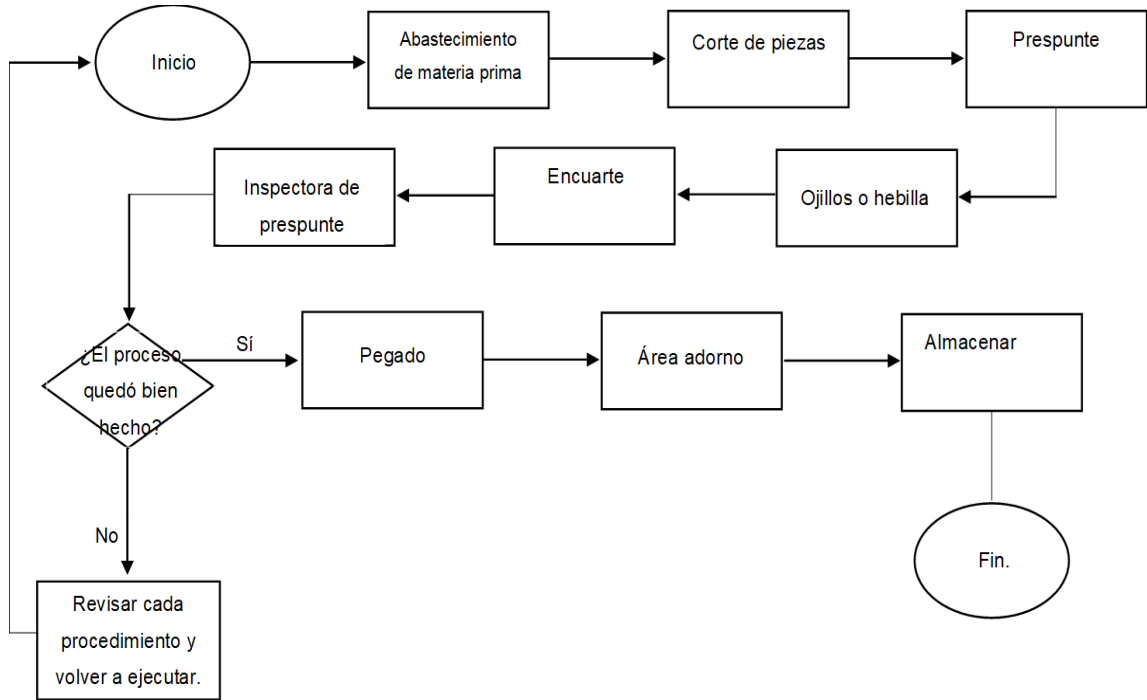 Inicio
Abastecimiento
de materia prima
Corte de piezas
Prespunte
Inspectora de
prespunte
Encuarte
Ojillos o hebilla
¿El proceso
quedó bien
hecho?
Sí
Pegado
Área adorno
Almacenar
No
Fin.
Revisar cada
procedimiento y
volver a ejecutar.